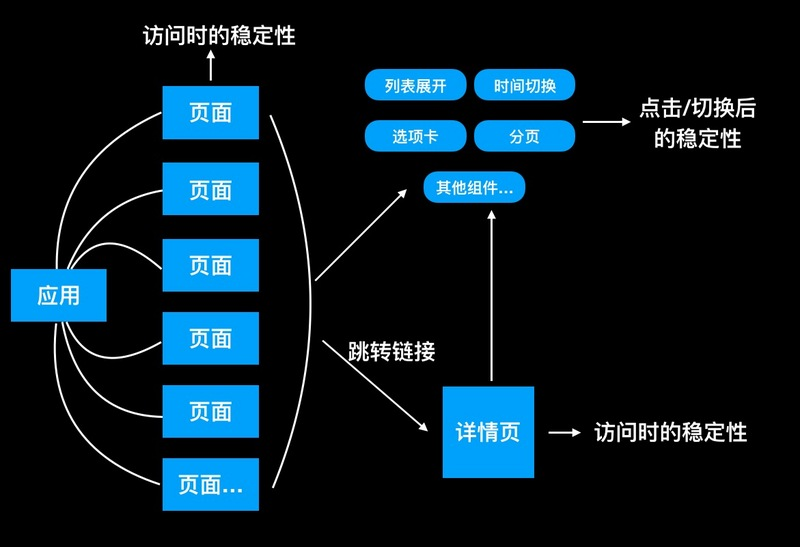 访问时的稳定性
页面
页面
页面
应用
页面
页面
页面...
列表展开
时间切换
选项卡
分页
其他组件...
点击/切换后
的稳定性
跳转链接
详情页
访问时的稳定性